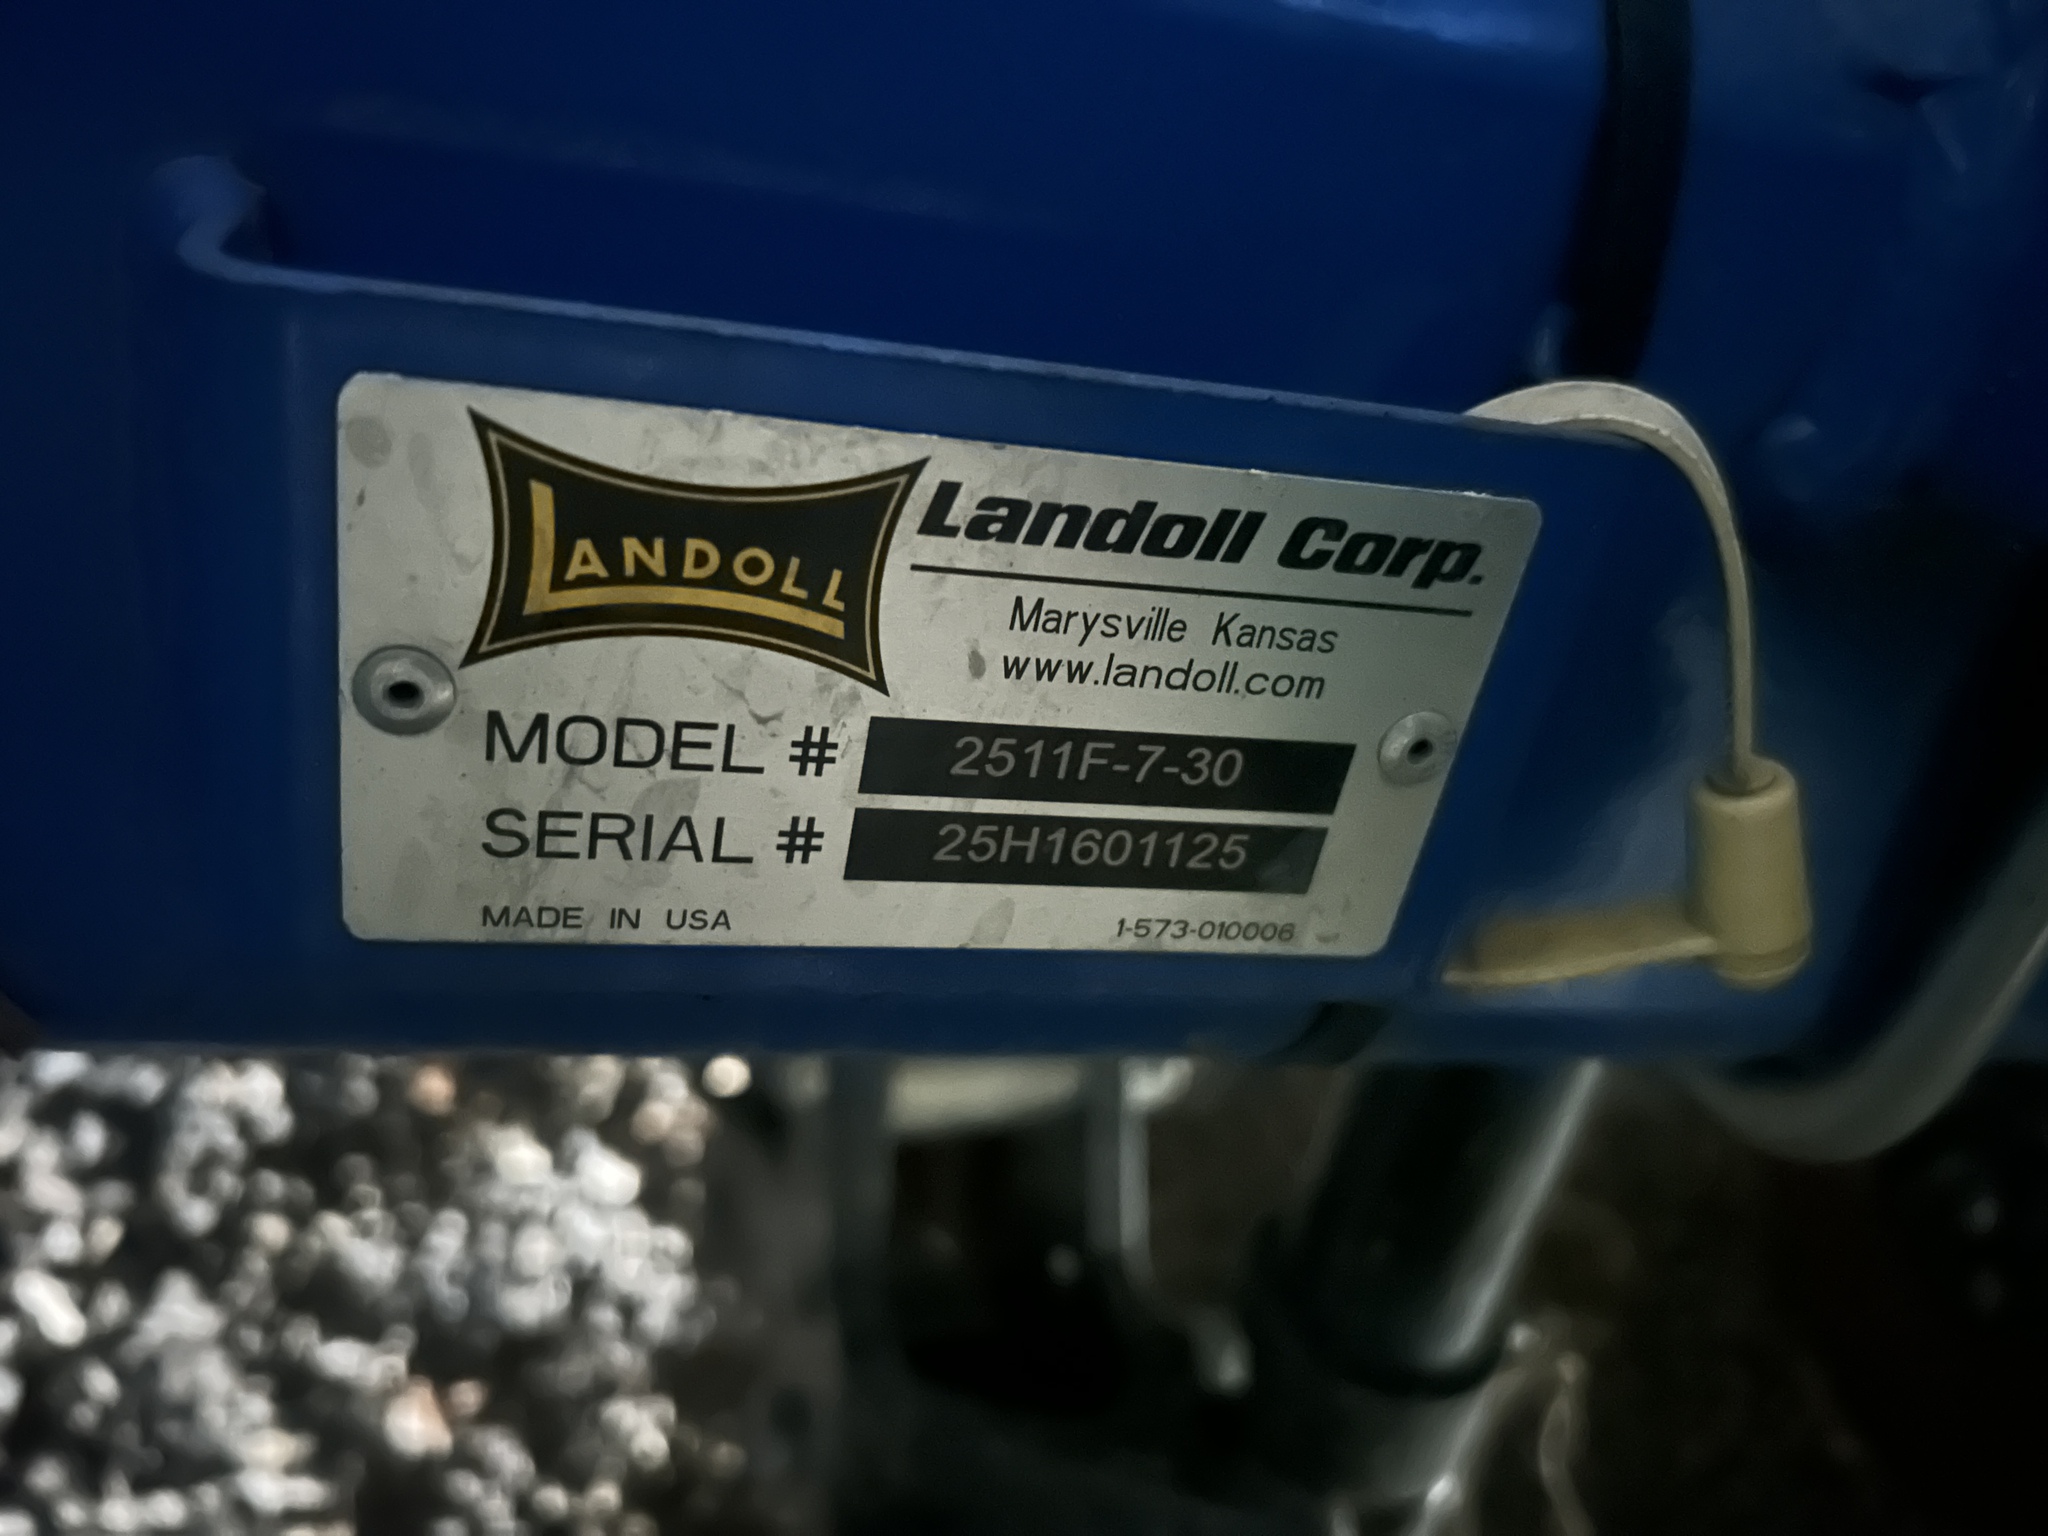 LANDOLL
Landoll Corp.
Marysville Kansas
www.landoll.com
MODEL # 2511F-7-30
SERIAL # 25H1601125
MADE IN USA 1-573-010006